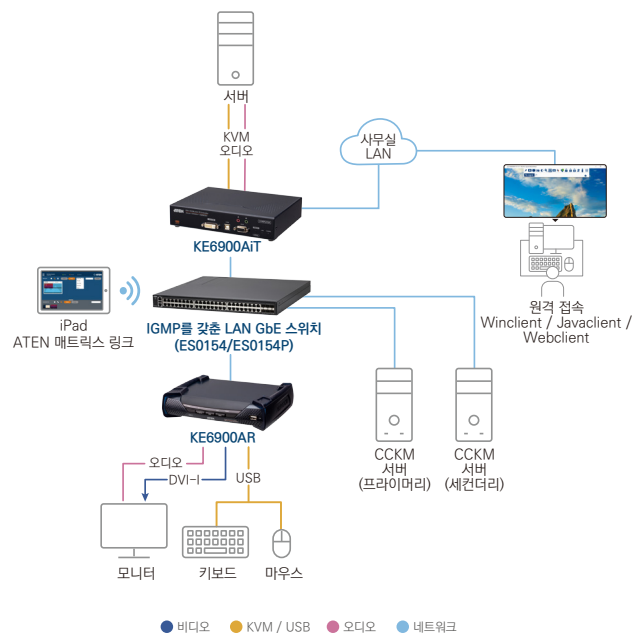 서버
KVM
오디오
사무실
LAN
KE6900AiT
iPad
ATEN 매트릭스 링크
IGMP를 갖춘 LAN GbE 스위치
(ES0154/ES0154P)
원격 접속
Winclient / Javaclient /
Webclient
KE6900AR
CCKM
서버
(프라이머리)
CCKM
서버
(세컨더리)
오디오
DVI-I
USB
모니터
키보드
마우스
비디오
KVM / USB
오디오
네트워크